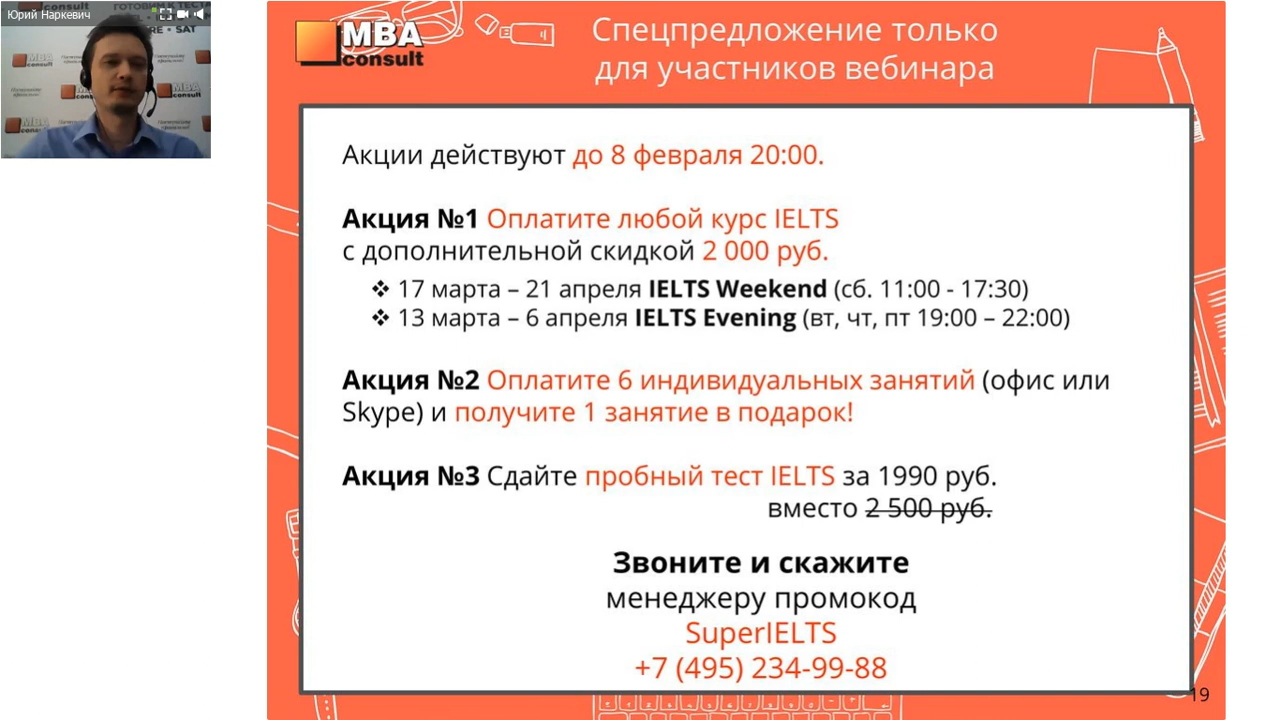 Юрий Наркевич
MBA
consult
Спецпредложение только
для участников вебинара
Акции действуют до 8 февраля 20:00.
Акция №1 Оплатите любой курс IELTS
с дополнительной скидкой 2 000 руб.
❖ 17 марта – 21 апреля IELTS Weekend (сб. 11:00 - 17:30)
❖ 13 марта – 6 апреля IELTS Evening (вт, чт, пт 19:00 – 22:00)
Акция №2 Оплатите 6 индивидуальных занятий (офис или
Skype) и получите 1 занятие в подарок!
Акция №3 Сдайте пробный тест IELTS за 1990 руб.
вместо 2 500 руб.
Звоните и скажите
менеджеру промокод
SuperIELTS
+7 (495) 234-99-88
19